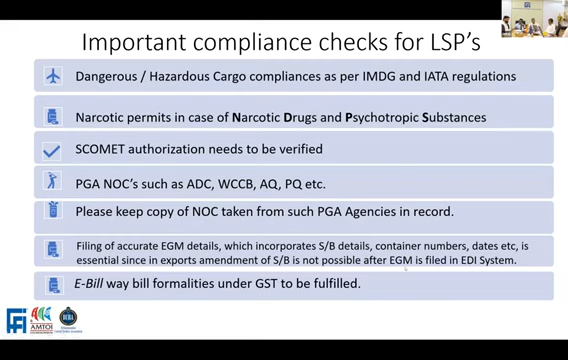 Important compliance checks for LSP's
Dangerous / Hazardous Cargo compliances as per IMDG and IATA regulations
Narcotic permits in case of Narcotic Drugs and Psychotropic Substances
SCOMET authorization needs to be verified
PGA NOC's such as ADC, WCCB, AQ, PQ etc.
Please keep copy of NOC taken from such PGA Agencies in record.
Filing of accurate EGM details, which incorporates S/B details, container numbers, dates etc, is
essential since in exports amendment of S/B is not possible after EGM is filed in EDI System.
E-Bill way bill formalities under GST to be fulfilled.
AMTOI